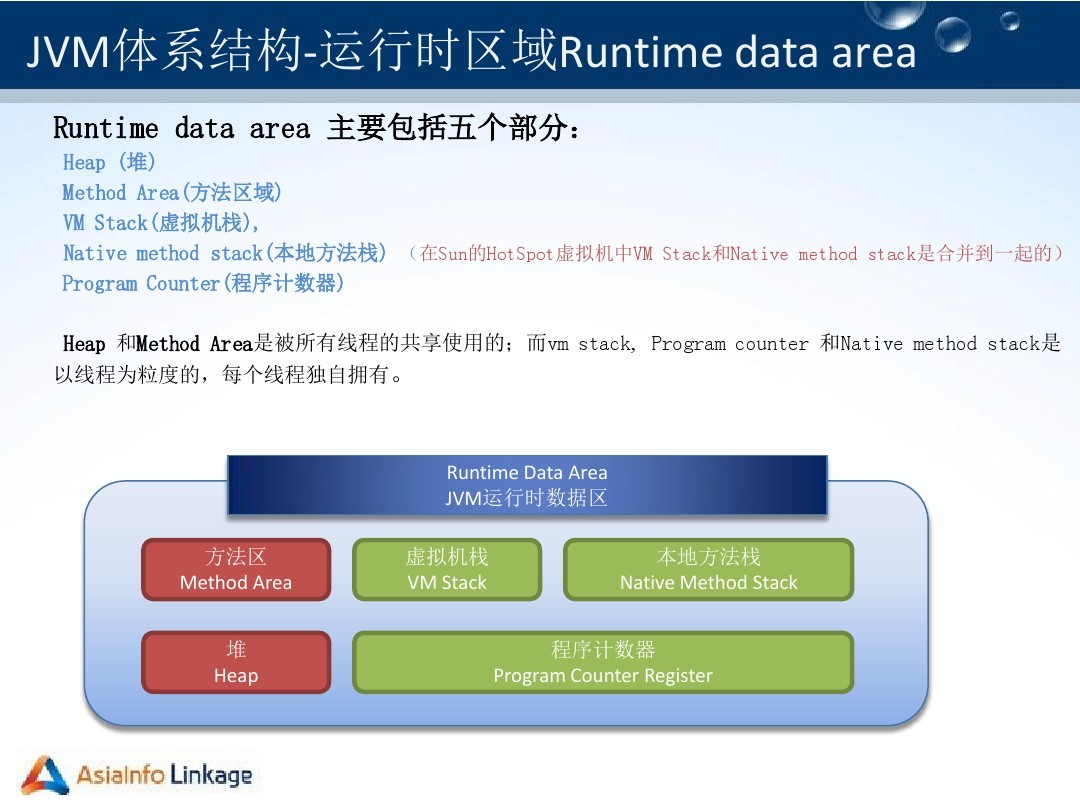 JVM体系结构-运行时区域Runtime data area
Runtime data area 主要包括五个部分:
Heap (堆)
Method Area(方法区域)
VM Stack(虚拟机栈),
Native method stack(本地方法栈) （在Sun的HotSpot虚拟机中VM Stack和Native method stack是合并到一起的）
Program Counter(程序计数器)
Heap 和Method Area是被所有线程的共享使用的；而vm stack, Program counter 和Native method stack是
以线程为粒度的，每个线程独自拥有。
Runtime Data Area
JVM运行时数据区
方法区
Method Area
虚拟机栈
VM Stack
本地方法栈
Native Method Stack
堆
Heap
程序计数器
Program Counter Register
AsiaInfo Linkage